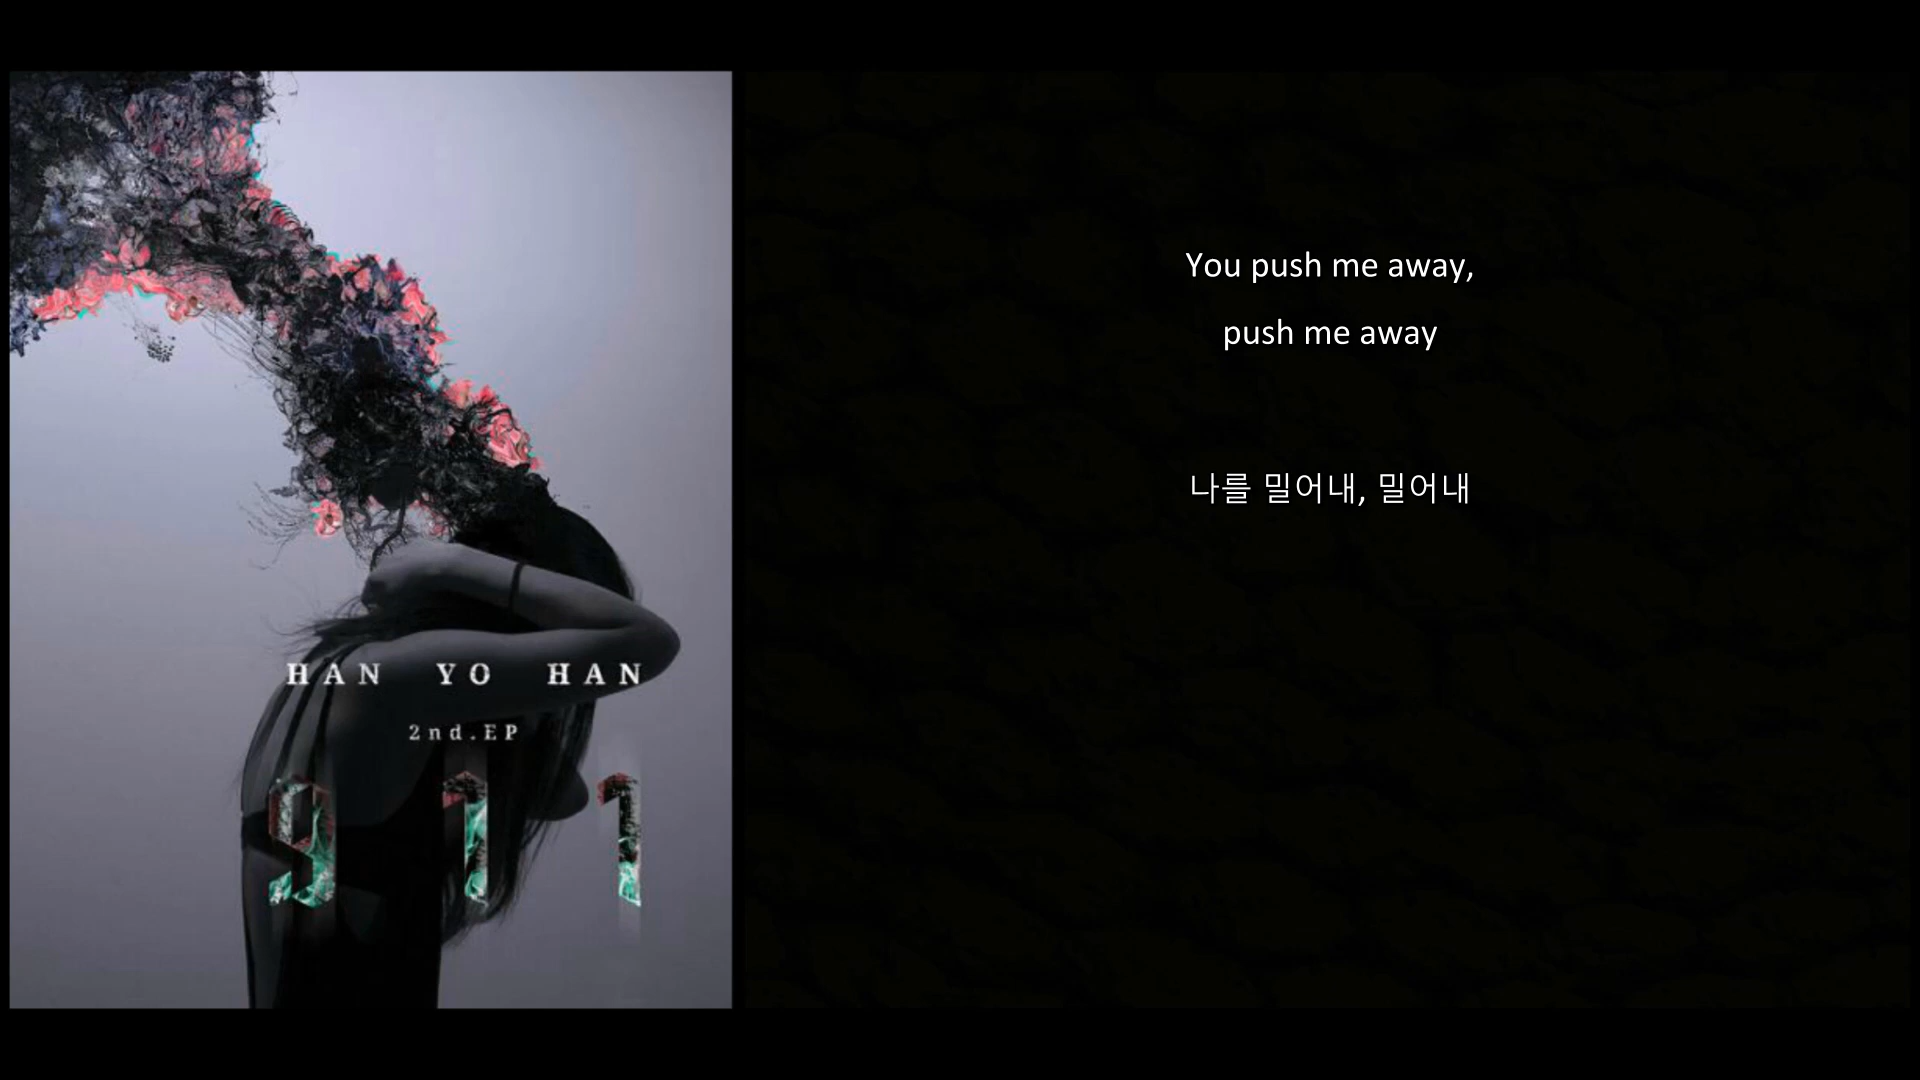 HAN YO HAN
2nd.EP
911
You push me away,
push me away
나를 밀어내, 밀어내